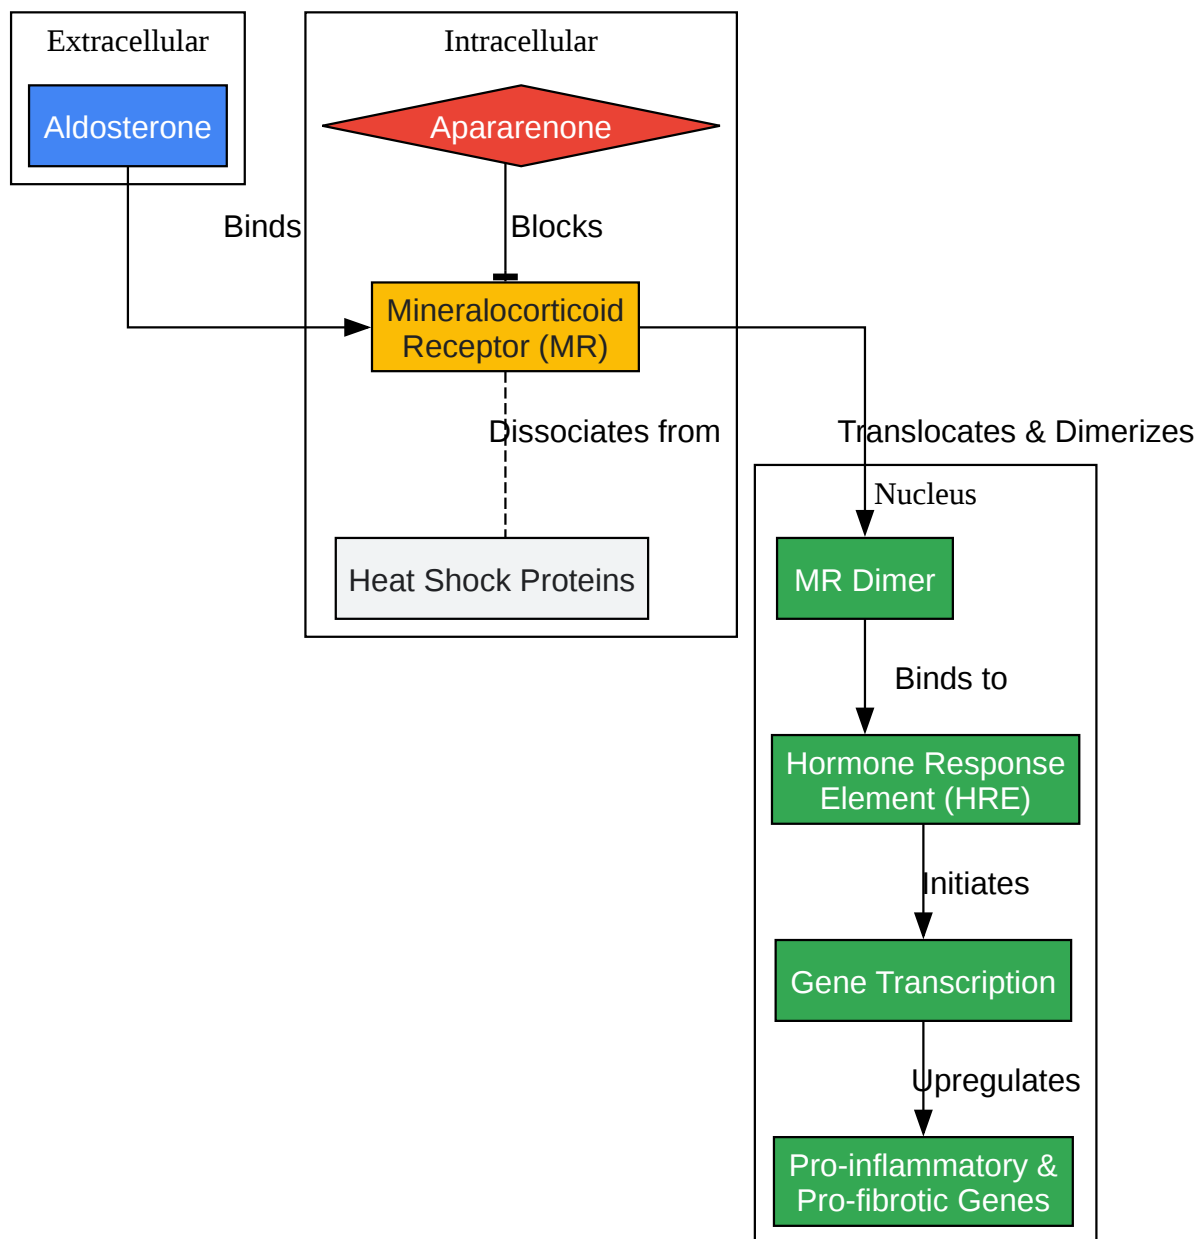 Extracellular
Intracellular
Aldosterone
Apararenone
Binds
Blocks
Mineralocorticoid
Receptor (MR)
Dissociates from
Translocates & Dimerizes
Nucleus
Heat Shock Proteins
MR Dimer
Binds to
Hormone Response
Element (HRE)
Initiates
Gene Transcription
Upregulates
Pro-inflammatory &
Pro-fibrotic Genes